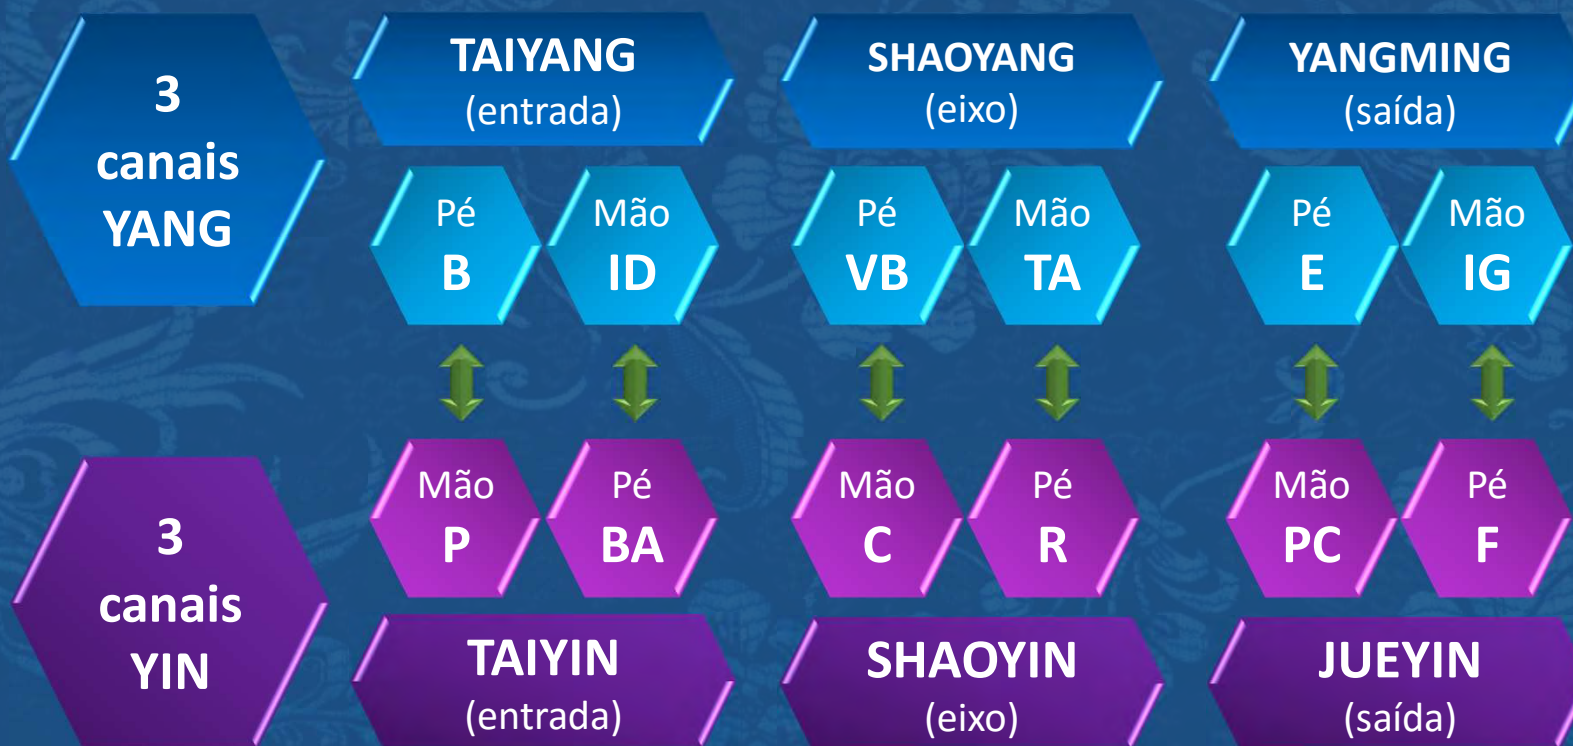 3
canais
YANG
TAIYANG
(entrada)
SHAOYANG
(eixo)
YANGMING
(saída)
Pé
B
Mão
ID
Pé
VB
Mão
TA
Pé
E
Mão
IG
3
canais
YIN
Mão
P
Pé
BA
Mão
C
Pé
R
Mão
PC
Pé
F
TAIYIN
(entrada)
SHAOYIN
(eixo)
JUEYIN
(saída)